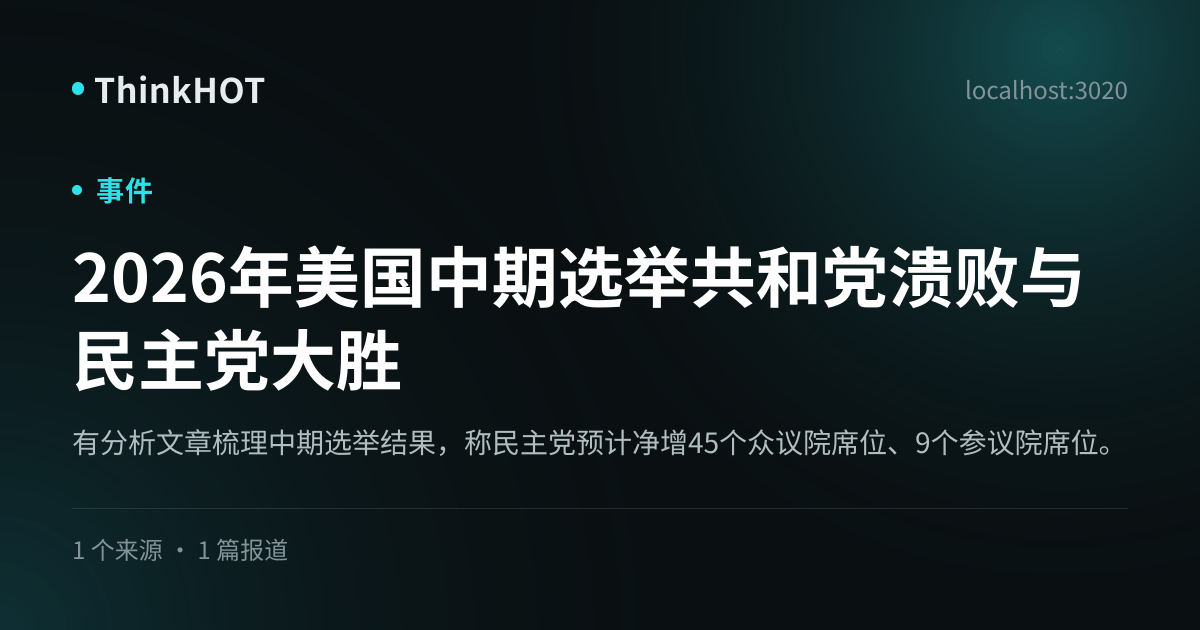 ThinkHOT
localhost:3020
事件
2026年美国中期选举共和党溃败与
民主党大胜
有分析文章梳理中期选举结果，称民主党预计净增45个众议院席位、9个参议院席位。
1 个来源 · 1 篇报道